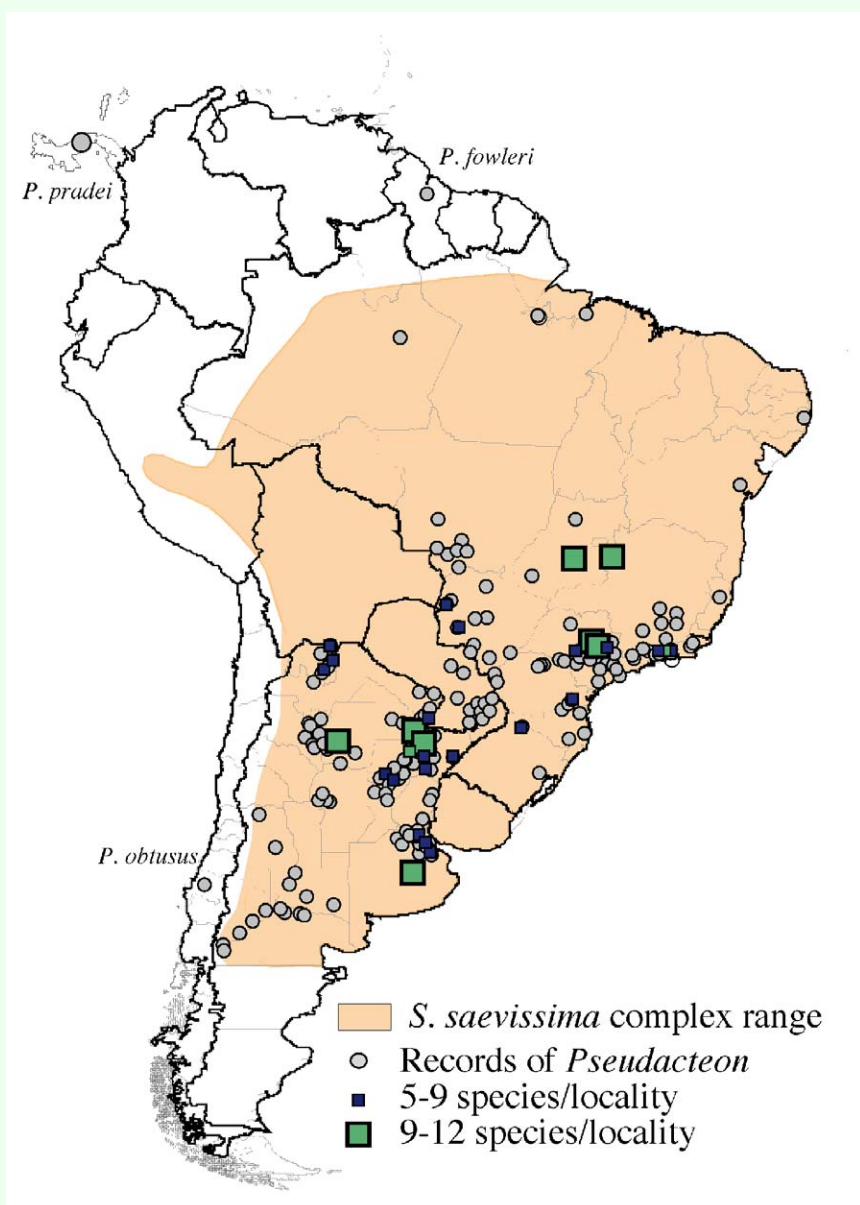 P. fowleri
P. pradei
P. obtusus
S. saevissima complex range
Records of Pseudacteon
5-9 species/locality
9-12 species/locality